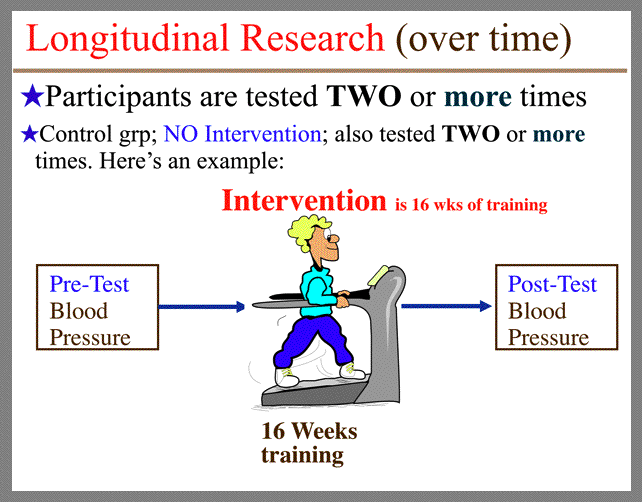 Longitudinal Research (over time)
★Participants are tested TWO or more times
★Control grp; NO Intervention; also tested TWO or more
times. Here's an example:
Intervention is 16 wks of training
Pre-Test
Blood
Pressure
Post-Test
Blood
Pressure
16 Weeks
training